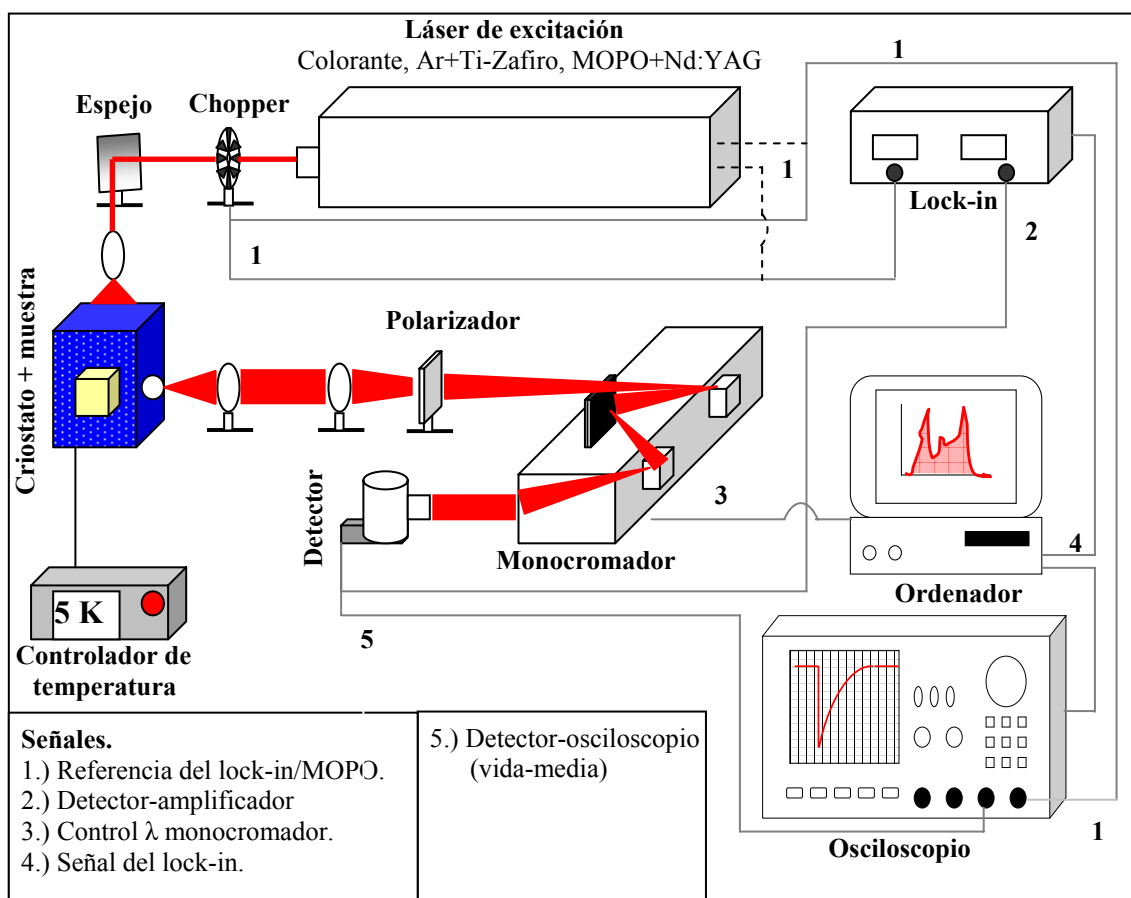 Láser de excitación
Colorante, Ar+Ti-Zafiro, MOPO+Nd:YAG
1
Espejo
Chopper
1
Lock-in
2
1
Criostato + muestra
Polarizador
3
Detector
Monocromador
4
Ordenador
5 K
5
Controlador de
temperatura
Osciloscopio
1
Señales.
1.) Referencia del lock-in/MOPO.
2.) Detector-amplificador
3.) Control λ monocromador.
4.) Señal del lock-in.
5.) Detector-osciloscopio
(vida-media)